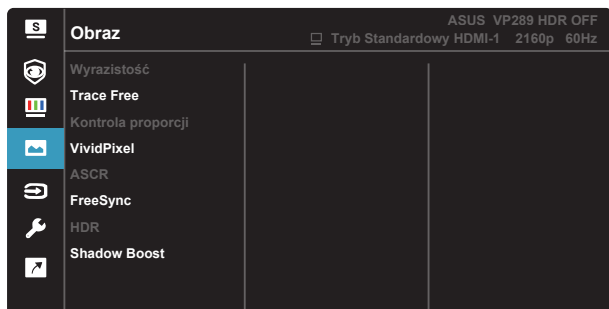 S
Obraz
ASUS VP289 HDR OFF
Tryb Standardowy HDMI-1 2160p 60Hz
Wyrazistość
Trace Free
Kontrola proporcji
VividPixel
ASCR
FreeSync
HDR
Shadow Boost